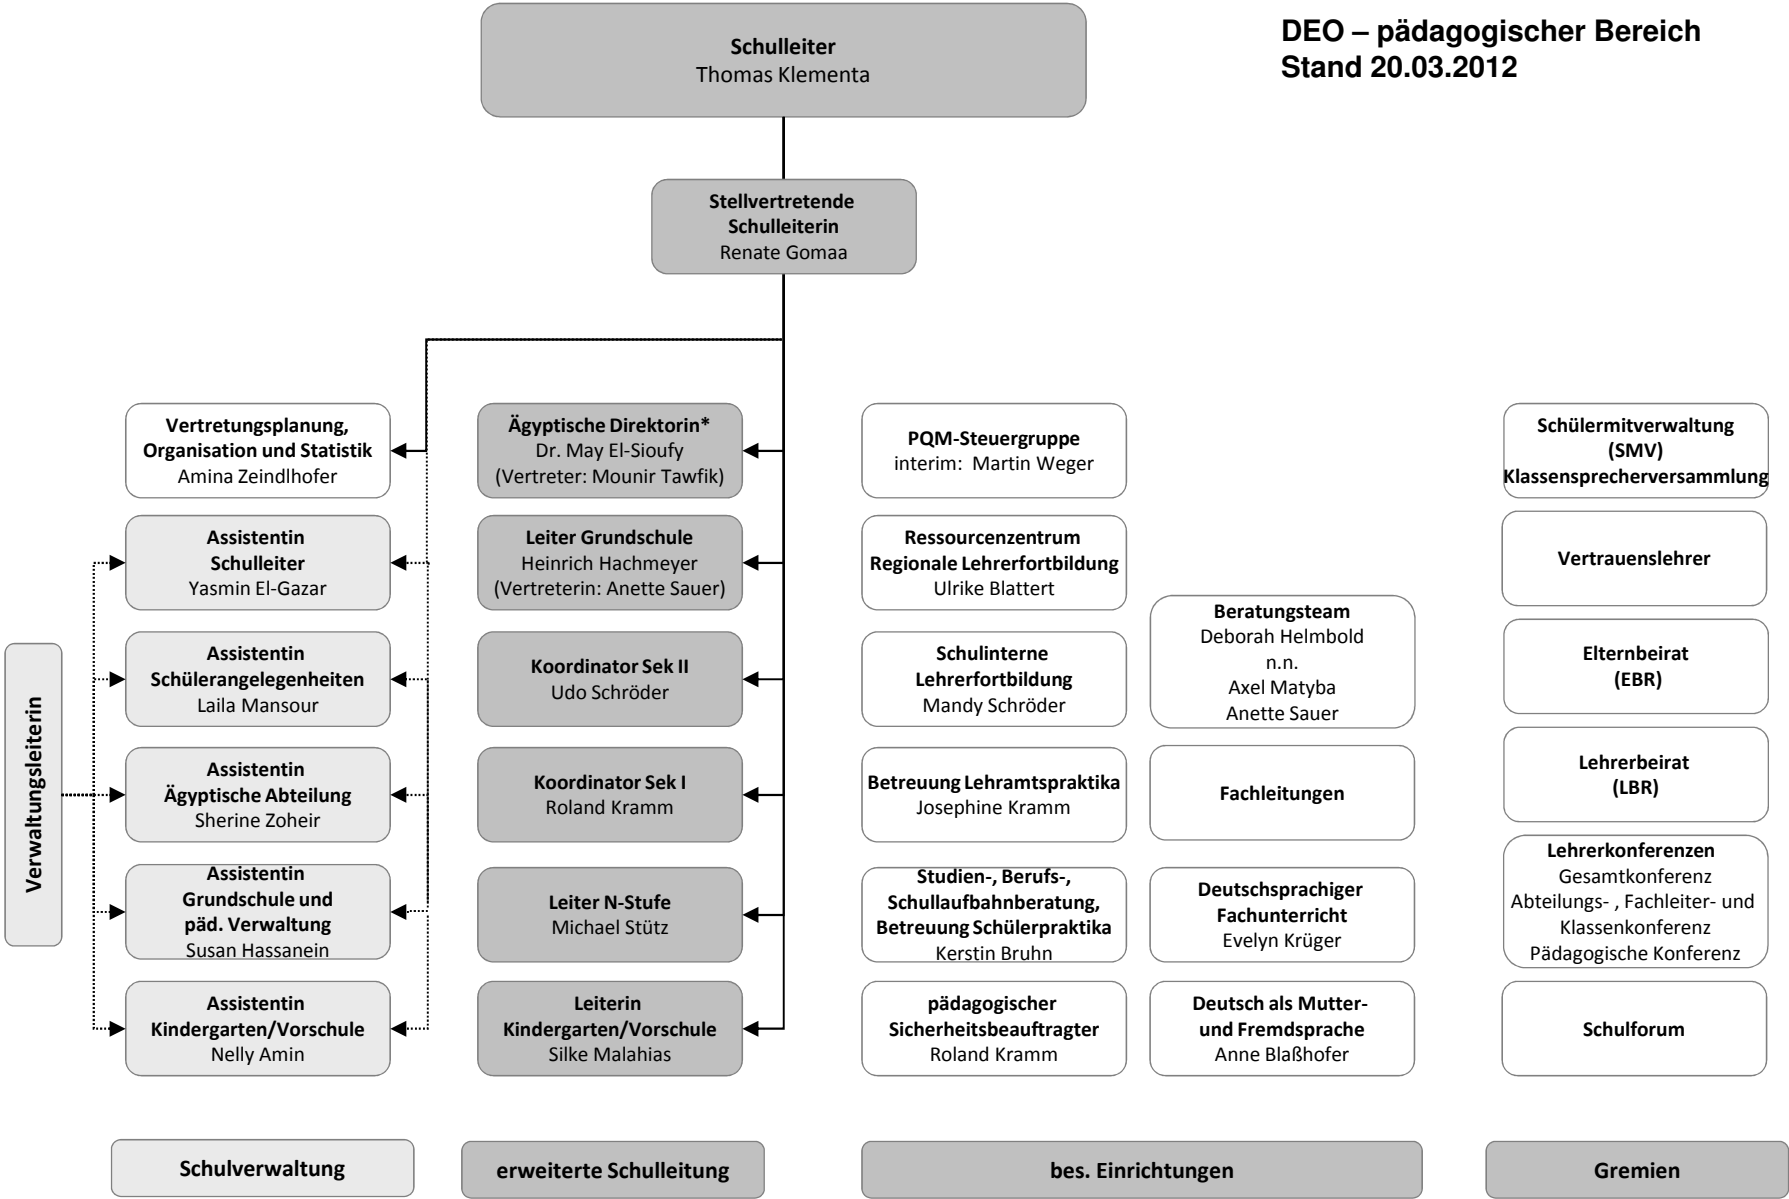 DEO – pädagogischer Bereich
Stand 20.03.2012
Schulleiter
Thomas Klementa
Stellvertretende
Schulleiterin
Renate Gomaa
Verwaltungsleiterin
Vertretungsplanung,
Organisation und Statistik
Amina Zeindlhofer
Assistentin
Schulleiter
Yasmin El-Gazar
Assistentin
Schülerangelegenheiten
Laila Mansour
Assistentin
Ägyptische Abteilung
Sherine Zoheir
Assistentin
Grundschule und
päd. Verwaltung
Susan Hassanein
Assistentin
Kindergarten/Vorschule
Nelly Amin
Schulverwaltung
Ägyptische Direktorin*
Dr. May El-Sioufy
(Vertreter: Mounir Tawfik)
Leiter Grundschule
Heinrich Hachmeyer
(Vertreterin: Anette Sauer)
Koordinator Sek II
Udo Schröder
Koordinator Sek I
Roland Kramm
Leiter N-Stufe
Michael Stütz
Leiterin
Kindergarten/Vorschule
Silke Malahias
erweiterte Schulleitung
PQM-Steuergruppe
interim:  Martin Weger
Ressourcenzentrum
Regionale Lehrerfortbildung
Ulrike Blattert
Schulinterne
Lehrerfortbildung
Mandy Schröder
Betreuung Lehramtspraktika
Josephine Kramm
Studien-, Berufs-,
Schullaufbahnberatung,
Betreuung Schülerpraktika
Kerstin Bruhn
pädagogischer
Sicherheitsbeauftragter
Roland Kramm
Beratungsteam
Deborah Helmbold
n.n.
Axel Matyba
Anette Sauer
Fachleitungen
Deutschsprachiger
Fachunterricht
Evelyn Krüger
Deutsch als Mutter-
und Fremdsprache
Anne Blaßhofer
bes. Einrichtungen
Schülermitverwaltung
(SMV)
Klassensprecherversammlung
Vertrauenslehrer
Elternbeirat
(EBR)
Lehrerbeirat
(LBR)
Lehrerkonferenzen
Gesamtkonferenz
Abteilungs- , Fachleiter- und
Klassenkonferenz
Pädagogische Konferenz
Schulforum
Gremien